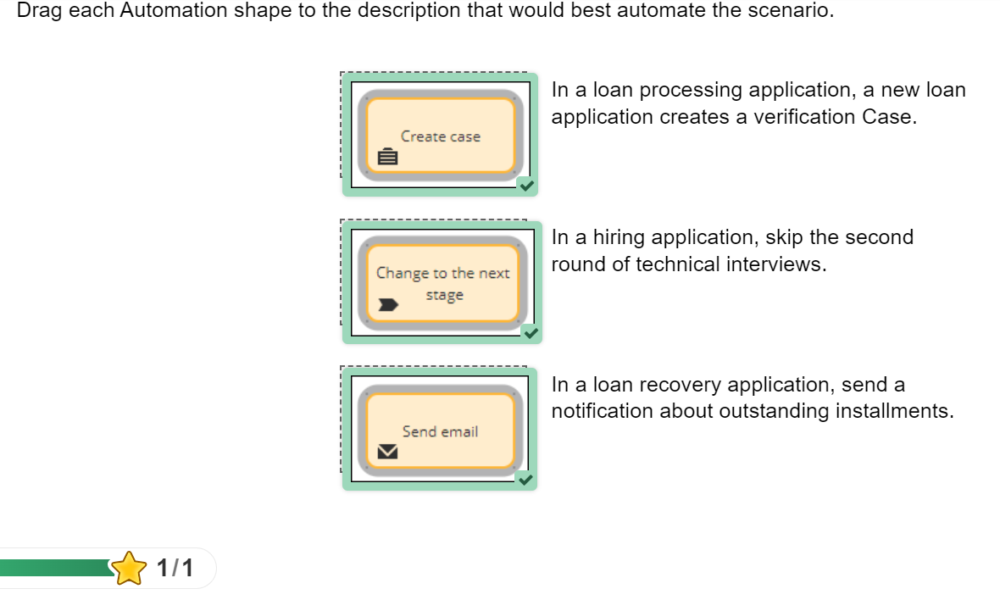 Drag each Automation shape to the description that would best automate the scenario.
Create case
In a loan processing application, a new loan
application creates a verification Case.
Change to the next
stage
In a hiring application, skip the second
round of technical interviews.
Send email
In a loan recovery application, send a
notification about outstanding installments.
1/1